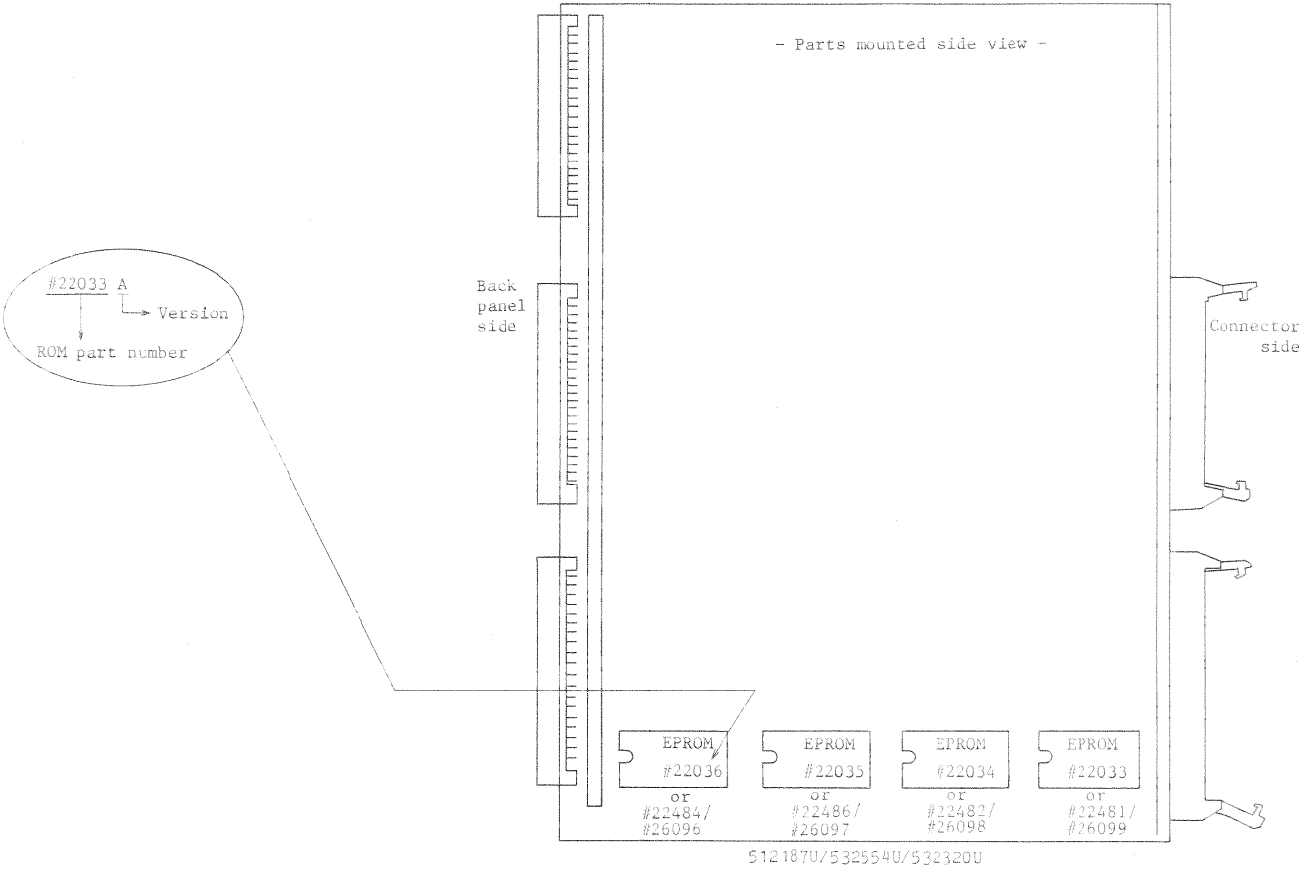 - Parts mounted side view -
#22033 A
Version
ROM part number
Back
panel
side
Connector
side
EPROM
#22036
or
#22484/
#26096
EPROM
#22035
or
#22486/
#26097
EPROM
#22034
or
#22482/
#26098
EPROM
#22033
or
#22481/
#26099
512187U/532554U/532320U